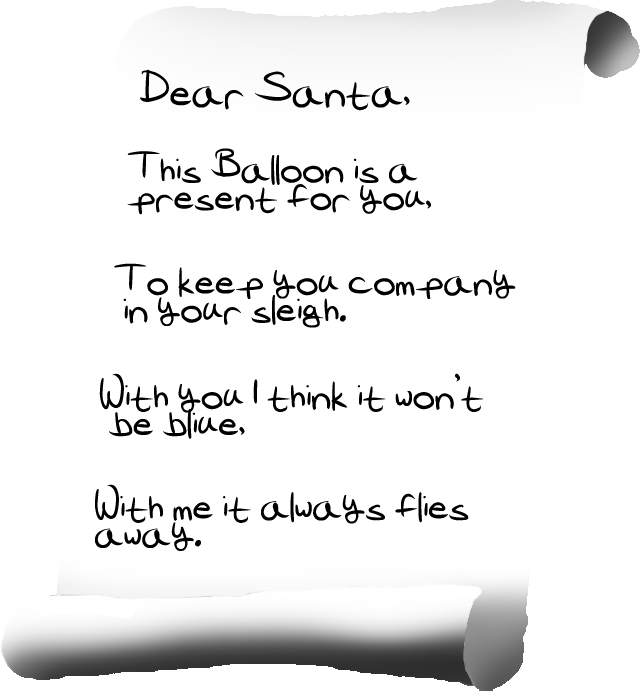 Dear Santa,
This Balloon is a
present for you,
To keep you company
in your sleigh.
With you I think it won't
be blue,
With me it always flies
away.